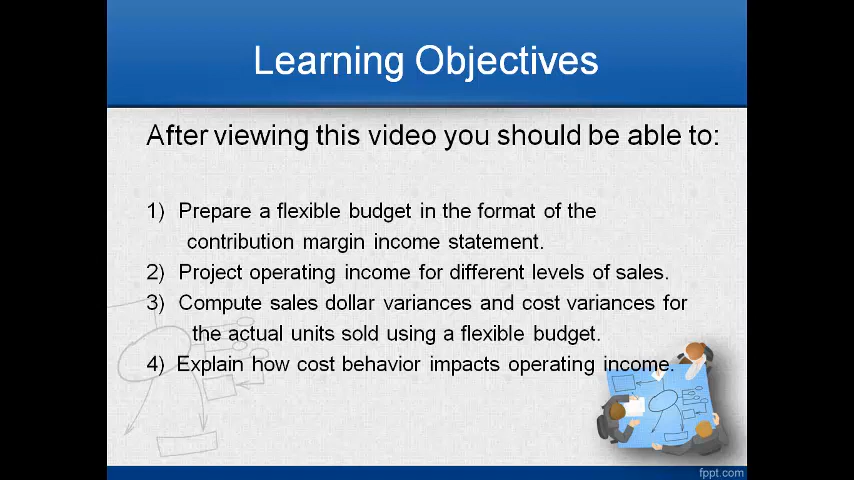 Learning Objectives
After viewing this video you should be able to:
1) Prepare a flexible budget in the format of the
contribution margin income statement.
2) Project operating income for different levels of sales.
3) Compute sales dollar variances and cost variances for
the actual units sold using a flexible budget.
4) Explain how cost behavior impacts operating income.
fppt.com